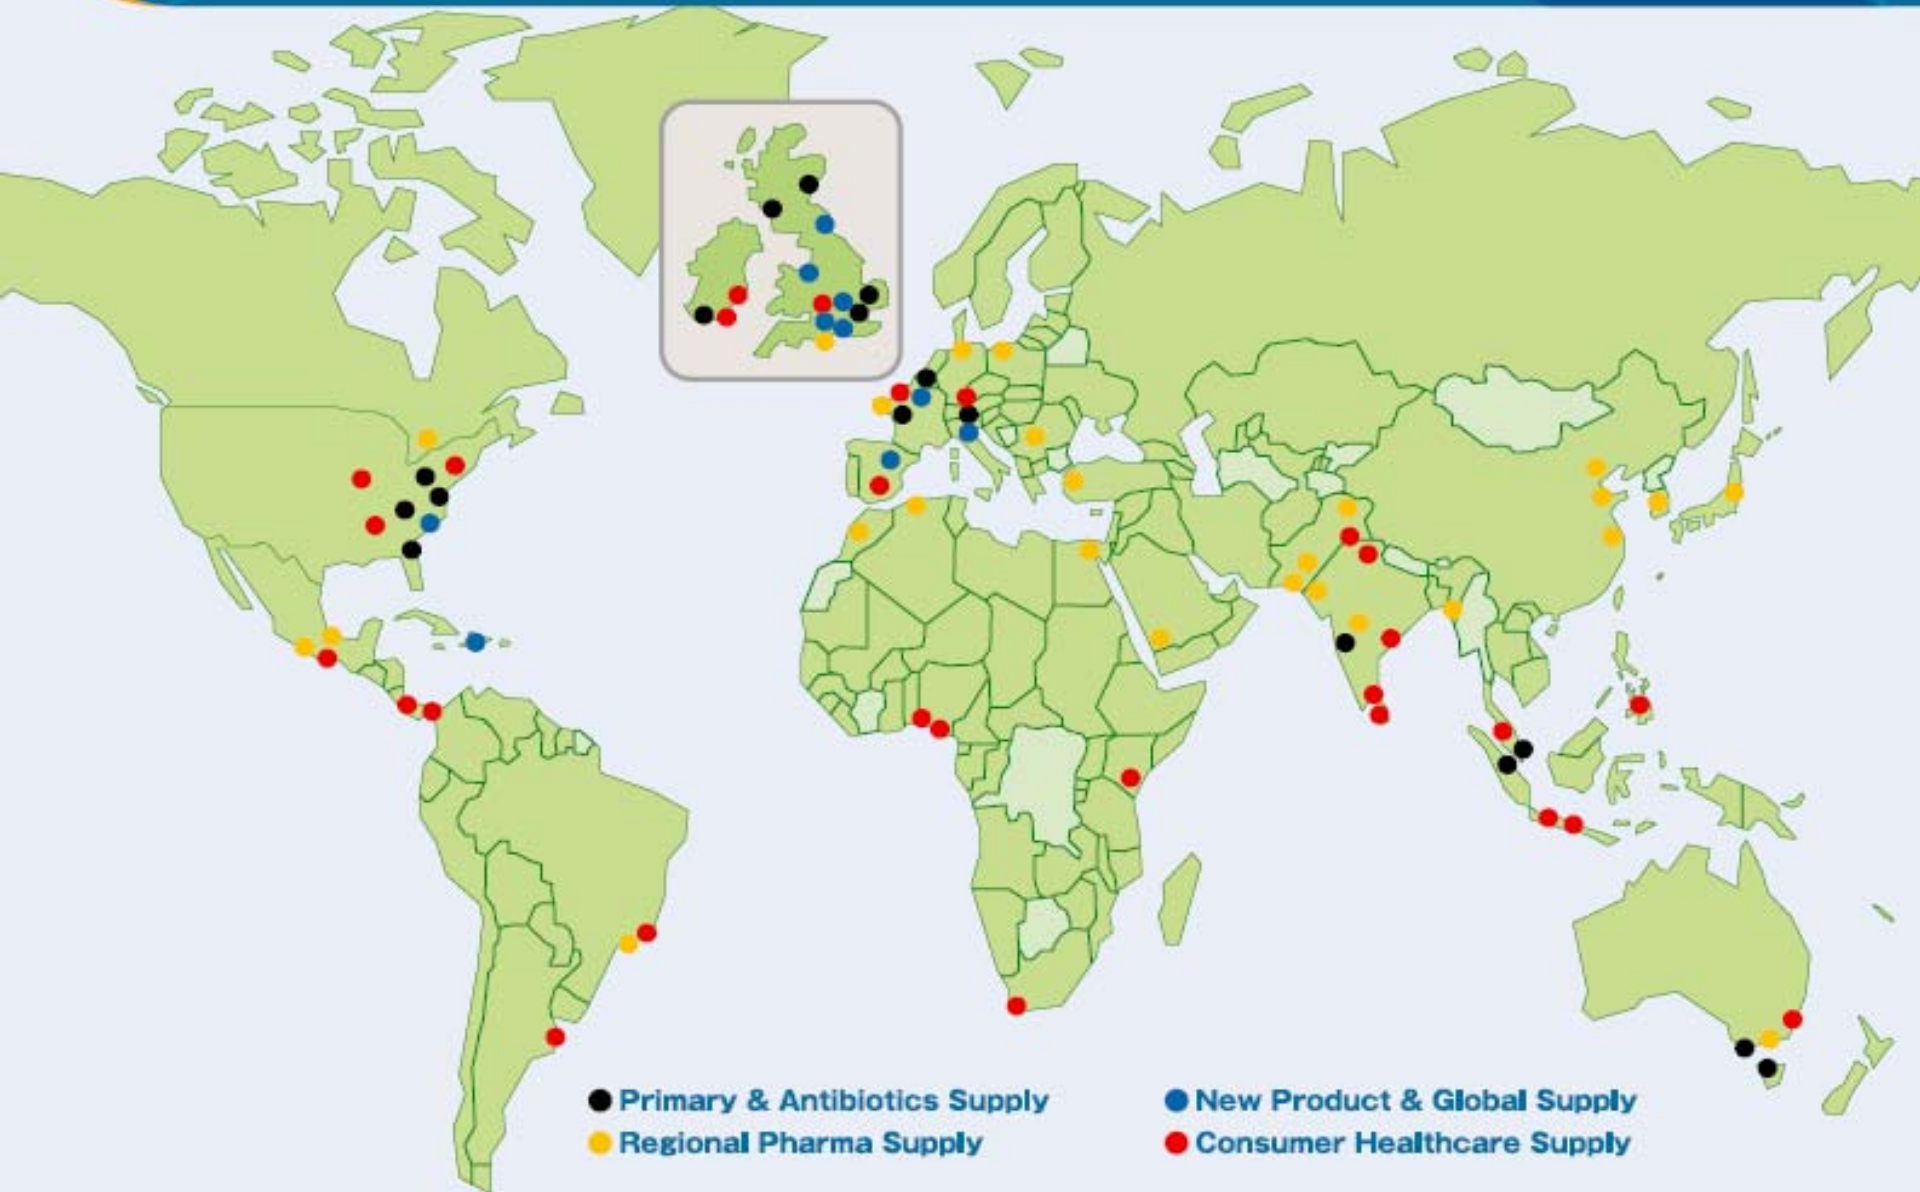 Primary & Antibiotics Supply
New Product & Global Supply
Regional Pharma Supply
Consumer Healthcare Supply